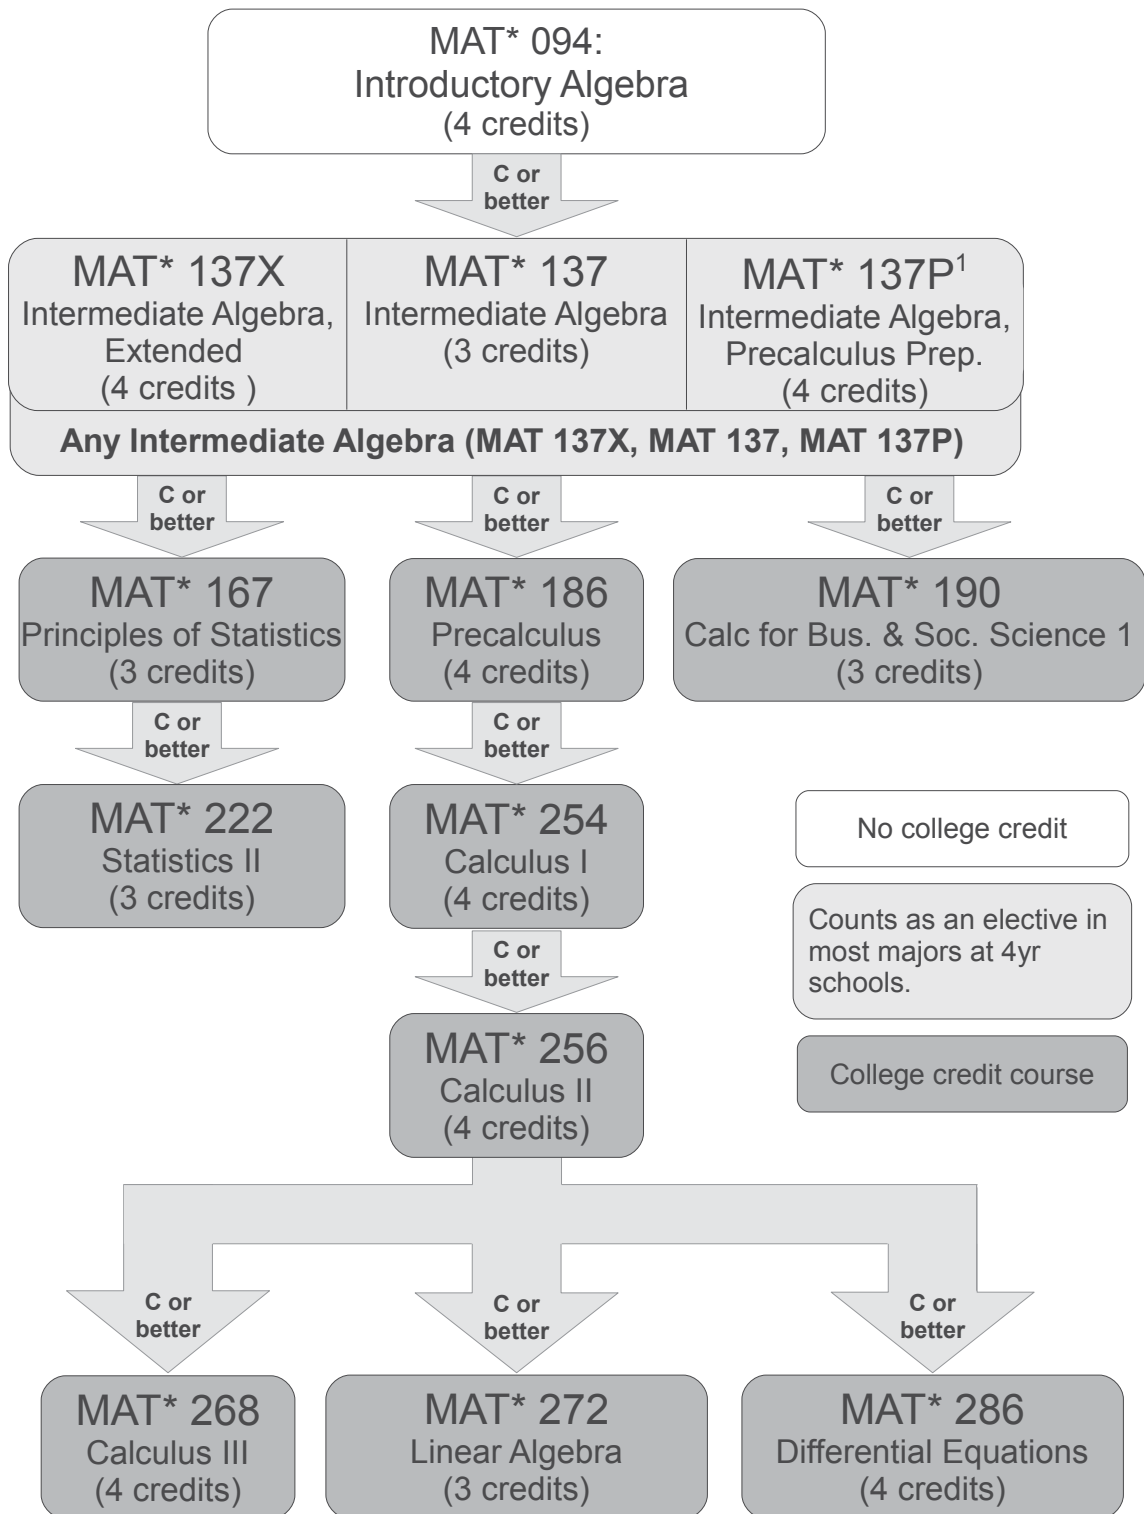 MAT* 094:
Introductory Algebra
(4 credits)
C or
better
MAT* 137X
Intermediate Algebra,
Extended
(4 credits )
MAT* 137
Intermediate Algebra
(3 credits)
MAT* 137P¹
Intermediate Algebra,
Precalculus Prep.
(4 credits)
Any Intermediate Algebra (MAT 137X, MAT 137, MAT 137P)
C or
better
C or
better
C or
better
MAT* 167
Principles of Statistics
(3 credits)
MAT* 186
Precalculus
(4 credits)
MAT* 190
Calc for Bus. & Soc. Science 1
(3 credits)
C or
better
C or
better
MAT* 222
Statistics II
(3 credits)
MAT* 254
Calculus I
(4 credits)
No college credit
Counts as an elective in
most majors at 4yr
schools.
College credit course
C or
better
MAT* 256
Calculus II
(4 credits)
C or
better
C or
better
C or
better
MAT* 268
Calculus III
(4 credits)
MAT* 272
Linear Algebra
(3 credits)
MAT* 286
Differential Equations
(4 credits)